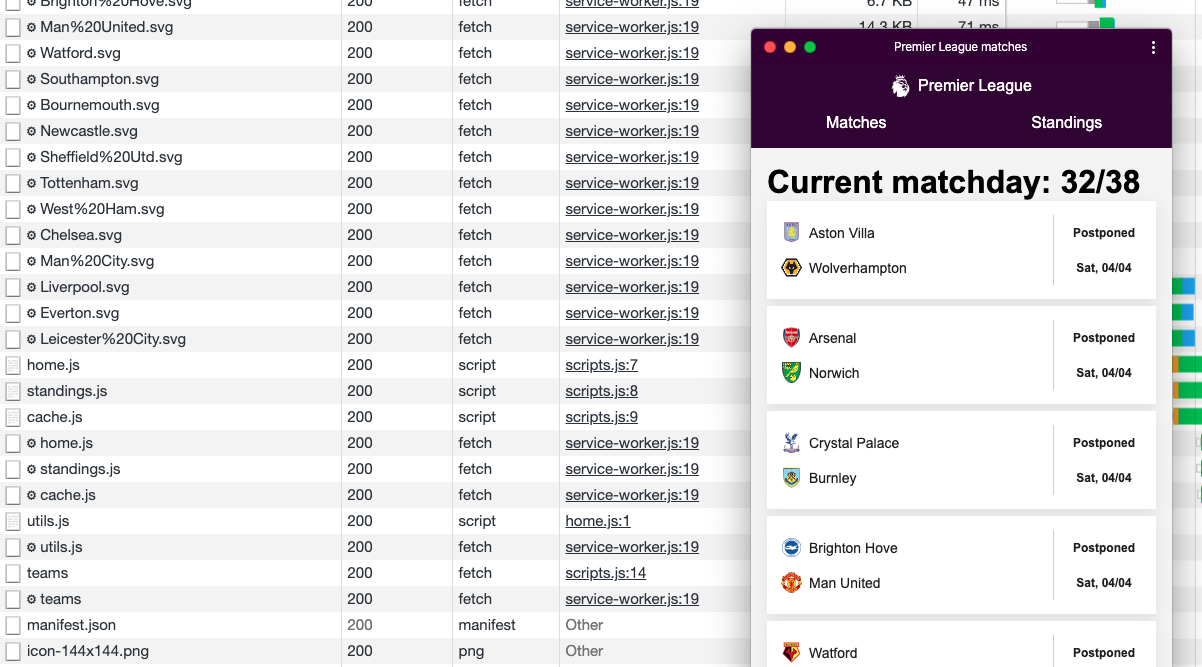 Brighton%20Hove.svg 200 fetch service-worker.js:19 6.7 KB 47 ms
Man%20United.svg 200 fetch service-worker.js:19 14.3 KB 71 ms
Watford.svg 200 fetch service-worker.js:19
Southampton.svg 200 fetch service-worker.js:19
Bournemouth.svg 200 fetch service-worker.js:19
Newcastle.svg 200 fetch service-worker.js:19
Sheffield%20Utd.svg 200 fetch service-worker.js:19
Tottenham.svg 200 fetch service-worker.js:19
West%20Ham.svg 200 fetch service-worker.js:19
Chelsea.svg 200 fetch service-worker.js:19
Man%20City.svg 200 fetch service-worker.js:19
Liverpool.svg 200 fetch service-worker.js:19
Everton.svg 200 fetch service-worker.js:19
Leicester%20City.svg 200 fetch service-worker.js:19
home.js 200 script scripts.js:7
standings.js 200 script scripts.js:8
cache.js 200 script scripts.js:9
home.js 200 fetch service-worker.js:19
standings.js 200 fetch service-worker.js:19
cache.js 200 fetch service-worker.js:19
utils.js 200 script home.js:1
utils.js 200 fetch service-worker.js:19
teams 200 fetch scripts.js:14
teams 200 fetch service-worker.js:19
manifest.json 200 manifest Other
icon-144x144.png 200 png Other
Premier League matches
Premier League
Matches Standings
Current matchday: 32/38
Aston Villa Postponed
Wolverhampton Sat, 04/04
Arsenal Postponed
Norwich Sat, 04/04
Crystal Palace Postponed
Burnley Sat, 04/04
Brighton Hove Postponed
Man United Sat, 04/04
Watford Postponed